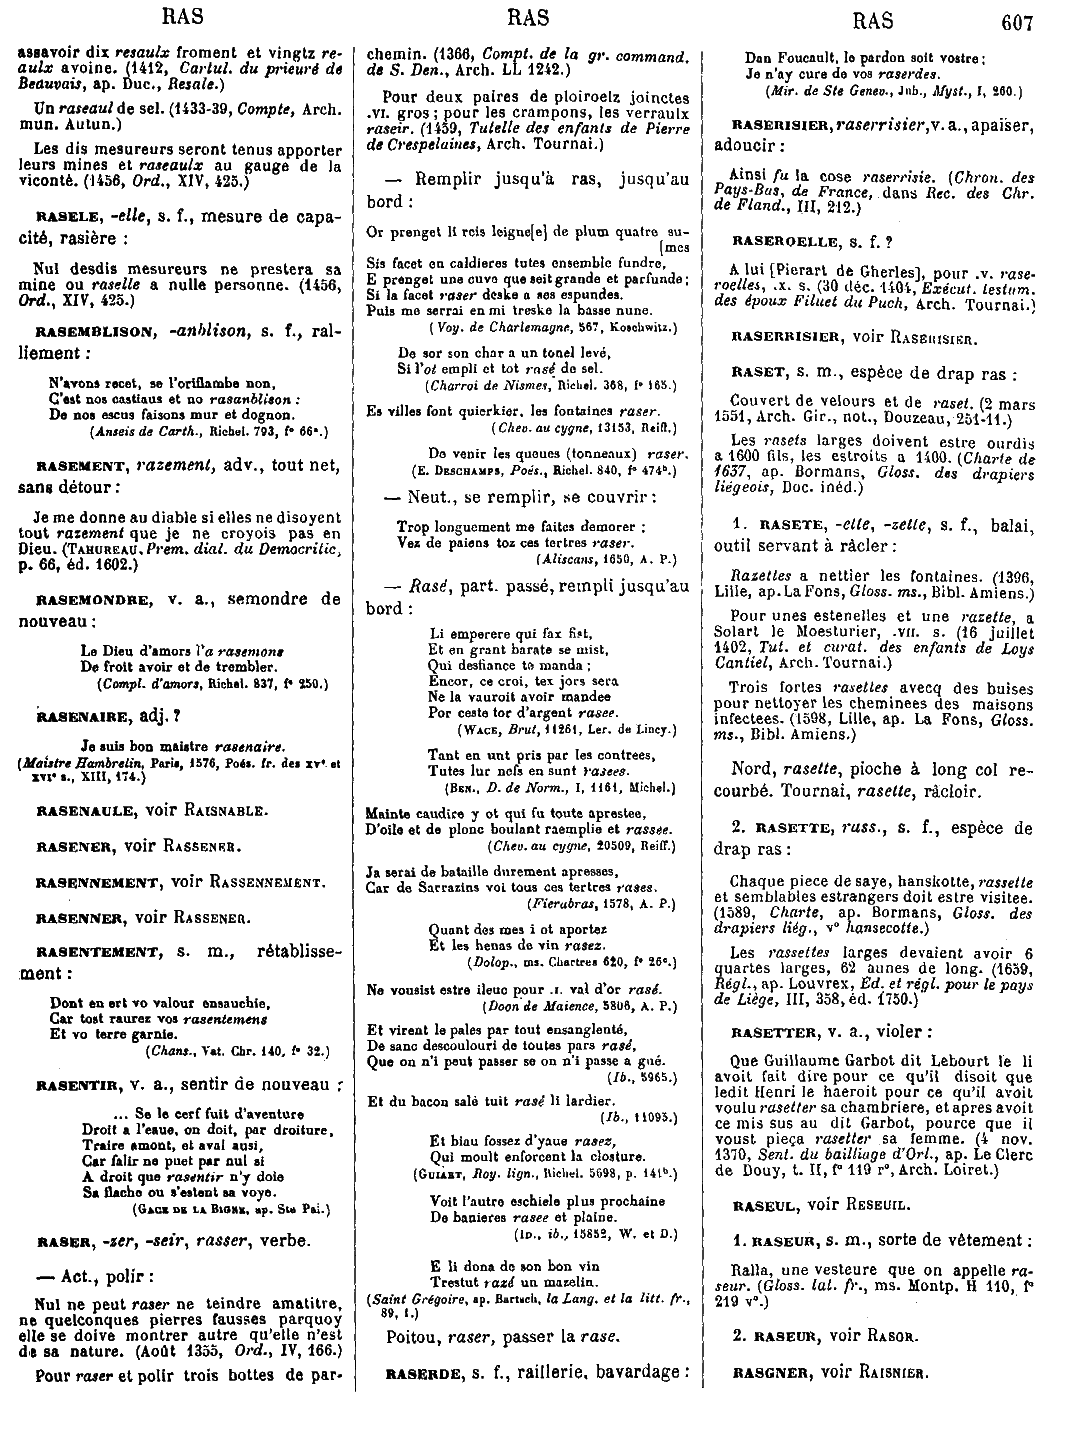 RAS
RAS
RAS
607
assavoir dix resaulx froment et vingtz re-
aulx avoine. (1412, Cartul. du prieuré de
Beauvais, ap. Duc., Resale.)
Un raseaul de sel. (1433-39, Compte, Arch.
mun. Autun.)
Les dis mesureurs seront tenus apporter
leurs mines et raseaulx au gauge de la
viconté. (1456, Ord., XIV, 425.)
RASELE, -elle, s. f., mesure de capa-
cité, rasière :
Nul desdis mesureurs ne prestera sa
mine ou raselle a nulle personne. (1456,
Ord., XIV, 425.)
RASEMBLISON, -anblison, s. f., ral-
liement :
N'avons recet, se l'oriflambe non,
C'est nos castiaus et no rasanblison :
De nos escus faisons mur et dognon.
(Anseis de Carth., Richel. 793, f° 66ᵃ.)
RASEMENT, razement, adv., tout net,
sans détour :
Je me donne au diable si elles ne disoyent
tout razement que je ne croyois pas en
Dieu. (TAHUREAU, Prem. dial. du Democritic,
p. 66, éd. 1602.)
RASEMONDRE, v. a., semondre de
nouveau :
Le Dieu d'amors l'a rasemons
De froit avoir et de trembler.
(Compl. d'amors, Richel. 837, f° 250.)
RASENAIRE, adj. ?
Je suis bon maistre rasenaire.
(Maistre Hambrelin, Paris, 1576, Poés. fr. des XVᵉ et
XVIᵉ s., XIII, 174.)
RASENAULE, voir RAISNABLE.
RASENER, voir RASSENER.
RASENNEMENT, voir RASSENNEMENT.
RASENNER, voir RASSENER.
RASENTEMENT, s. m., rétablisse-
ment :
Dont en ert vo valour ensauchie,
Car tost raurez vos rasentemens
Et vo terre garnie.
(Chans., Vat. Chr. 140, f° 32.)
RASENTIR, v. a., sentir de nouveau :
... Se le cerf fuit d'aventure
Droit a l'eaue, on doit, par droiture,
Traire amont, et aval ausi,
Car falir ne puet par nul si
A droit que rasentir n'y doie
Sa flache ou s'estent sa voye.
(GACE DE LA BIGNE, ap. Ste Pal.)
RASER, -zer, -seir, rasser, verbe.
— Act., polir :
Nul ne peut raser ne teindre amatitre,
ne quelconques pierres fausses parquoy
elle se doive montrer autre qu'elle n'est
de sa nature. (Août 1355, Ord., IV, 166.)
Pour raser et polir trois bottes de par-
chemin. (1366, Compt. de la gr. command.
de S. Den., Arch. LL 1242.)
Pour deux paires de ploiroelz joinctes
.VI. gros ; pour les crampons, les verraulx
raseir. (1439, Tutelle des enfants de Pierre
de Crespelaines, Arch. Tournai.)
— Remplir jusqu'à ras, jusqu'au
bord :
Or prenget li reis leigne[e] de plum quatre su-
[mes
Sis facet en caldieres tutes ensemble fundre,
E prenget une cuve que seit grande et parfunde ;
Si la facet raser deske a ses espundes.
Puis me serrai en mi treske la basse nune.
(Voy. de Charlemagne, 567, Koschwitz.)
De sor son char a un tonel levé,
Si l'ot empli et tot rasé de sel.
(Charroi de Nismes, Richel. 368, f° 165.)
Es villes font quierkier, les fontaines raser.
(Chev. au cygne, 13153, Reiff.)
De venir les queues (tonneaux) raser.
(E. DESCHAMPS, Poés., Richel. 840, f° 474ᵇ.)
— Neut., se remplir, se couvrir :
Trop longuement me faites demorer ;
Vez de paiens toz ces tertres raser.
(Aliscans, 1650, A. P.)
— Rasé, part. passé, rempli jusqu'au
bord :
Li emperere qui fax fist,
Et en grant barate se mist,
Qui desfiance te manda ;
Encor, ce croi, tex jors sera
Ne la vauroit avoir mandee
Por ceste tor d'argent rasee.
(WACE, Brut, 11261, Ler. de Lincy.)
Tant en unt pris par les contrees,
Tutes lur nefs en sunt rasees.
(BEN., D. de Norm., I, 1161, Michel.)
Mainte caudire y ot qui fu toute aprestee,
D'oile et de plonc boulant raemplie et rassee.
(Chev. au cygne, 20509, Reiff.)
Ja serai de bataille durement apresses,
Car de Sarrazins voi tous ces tertres rases.
(Fierabras, 1578, A. P.)
Quant des mes i ot aportez
Et les henas de vin rasez.
(Dolop., ms. Chartres 620, f° 26ᵉ.)
Ne vousist estre ileuc pour .I. val d'or rasé.
(Doon de Maience, 5806, A. P.)
Et virent le pales par tout ensanglenté,
De sanc descoulouri de toutes pars rasé,
Que on n'i peut passer se on n'i passe a gué.
(Ib., 5965.)
Et du bacon salé tuit rasé li lardier.
(Ib., 11093.)
Et biau fossez d'yaue rasez,
Qui moult enforcent la closture.
(GUIART, Roy. lign., Richel. 5698, p. 141ᵇ.)
Voit l'autre eschiele plus prochaine
De banieres rasee et plaine.
(ID., ib., 15852, W. et D.)
E li dona de son bon vin
Trestut razé un mazelin.
(Saint Grégoire, ap. Bartsch, la Lang. et la litt. fr.,
89, 1.)
Poitou, raser, passer la rase.
RASERDE, s. f., raillerie, bavardage :
Dan Foucault, le pardon soit vostre ;
Je n'ay cure de vos raserdes.
(Mir. de Ste Genev., Jub., Myst., I, 260.)
RASERISIER, raserrisier, v. a., apaiser,
adoucir :
Ainsi fu la cose raserrisie. (Chron. des
Pays-Bas, de France, dans Rec. des Chr.
de Fland., III, 212.)
RASEROELLE, s. f. ?
A lui [Pierart de Gherles], pour .V. rase-
roelles, .X. s. (30 déc. 1404, Exécut. testum.
des époux Filuet du Puch, Arch. Tournai.)
RASERRISIER, voir RASERISIER.
RASET, s. m., espèce de drap ras :
Couvert de velours et de raset. (2 mars
1551, Arch. Gir., not., Douzeau, 251-11.)
Les rasets larges doivent estre ourdis
a 1600 fils, les estroits a 1400. (Charte de
1637, ap. Bormans, Gloss. des drapiers
liégeois, Doc. inéd.)
1. RASETE, -ette, -zette, s. f., balai,
outil servant à râcler :
Razettes a nettier les fontaines. (1396,
Lille, ap. La Fons, Gloss. ms., Bibl. Amiens.)
Pour unes estenelles et une razette, a
Solart le Moesturier, .VII. s. (16 juillet
1402, Tut. et curat. des enfants de Loys
Cantiel, Arch. Tournai.)
Trois fortes rasettes avecq des buises
pour nettoyer les cheminees des maisons
infectees. (1598, Lille, ap. La Fons, Gloss.
ms., Bibl. Amiens.)
Nord, rasette, pioche à long col re-
courbé. Tournai, rasette, râcloir.
2. RASETTE, rass., s. f., espèce de
drap ras :
Chaque piece de saye, hanskotte, rassette
et semblables estrangers doit estre visitee.
(1589, Charte, ap. Bormans, Gloss. des
drapiers liég., v° hansecotte.)
Les rassettes larges devaient avoir 6
quartes larges, 62 aunes de long. (1659,
Régl., ap. Louvrex, Ed. et régl. pour le pays
de Liège, III, 358, éd. 1750.)
RASETTER, v. a., violer :
Que Guillaume Garbot dit Lebourt le li
avoit fait dire pour ce qu'il disoit que
ledit Henri le haeroit pour ce qu'il avoit
voulu rasetter sa chambriere, et apres avoit
ce mis sus au dit Garbot, pource que il
voust pieça rasetter sa femme. (4 nov.
1370, Sent. du bailliage d'Orl., ap. Le Clerc
de Douy, t. II, f° 119 r°, Arch. Loiret.)
RASEUL, voir RESEUIL.
1. RASEUR, s. m., sorte de vêtement :
Ralla, une vesteure que on appelle ra-
seur. (Gloss. lat. fr., ms. Montp. H 110, f°
219 v°.)
2. RASEUR, voir RASOR.
RASGNER, voir RAISNIER.